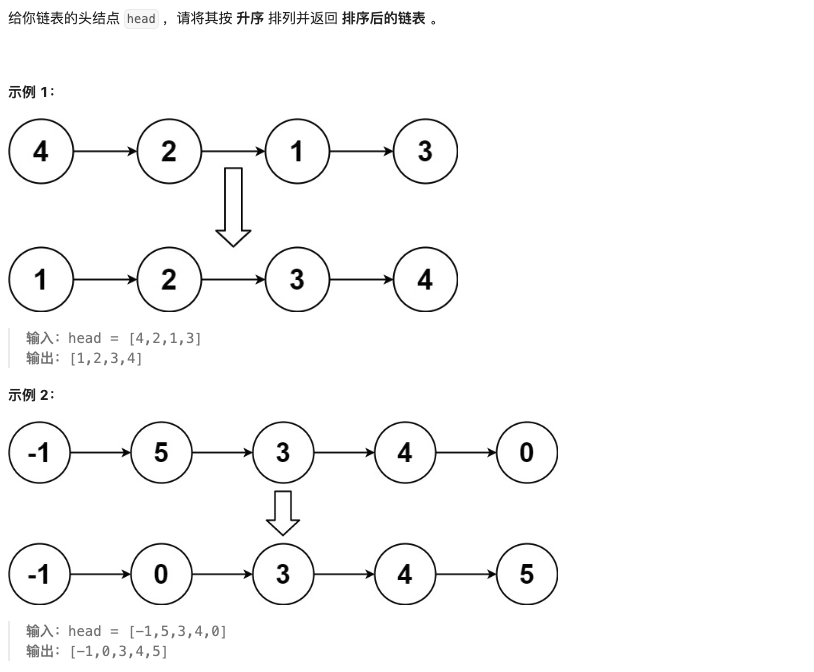 给你链表的头结点 head ，请将其按 升序 排列并返回 排序后的链表 。
示例 1：
4 2 1 3
1 2 3 4
输入：head = [4,2,1,3]
输出：[1,2,3,4]
示例 2：
-1 5 3 4 0
-1 0 3 4 5
输入：head = [-1,5,3,4,0]
输出：[-1,0,3,4,5]